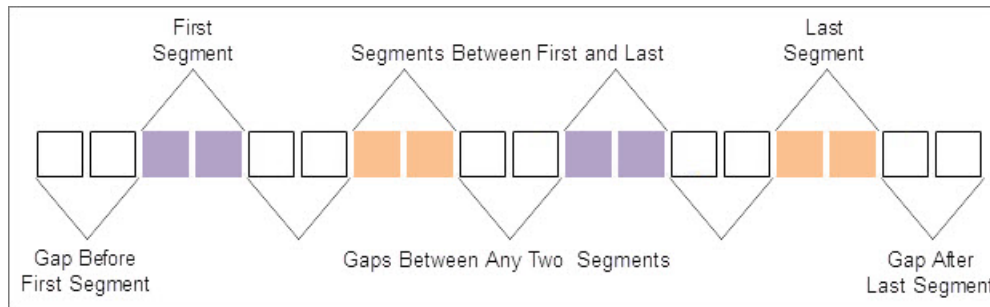 First
Segment
Segments Between First and Last
Last
Segment
Gap Before
First Segment
Gaps Between Any Two Segments
Gap After
Last Segment